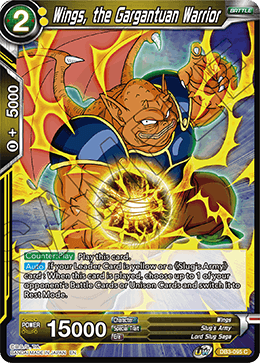 2
Wings, the Gargantuan Warrior
BATTLE
0 + 5000
Counter:Play Play this card.
Auto If your Leader Card is yellow or a 《Slug's Army》
card : When this card is played, choose up to 1 of your
opponent's Battle Cards or Unison Cards and switch it to
Rest Mode.
POWER
15000
Character
Wings
Special Trait
Slug's Army
Era
Lord Slug Saga
DB3-095 C